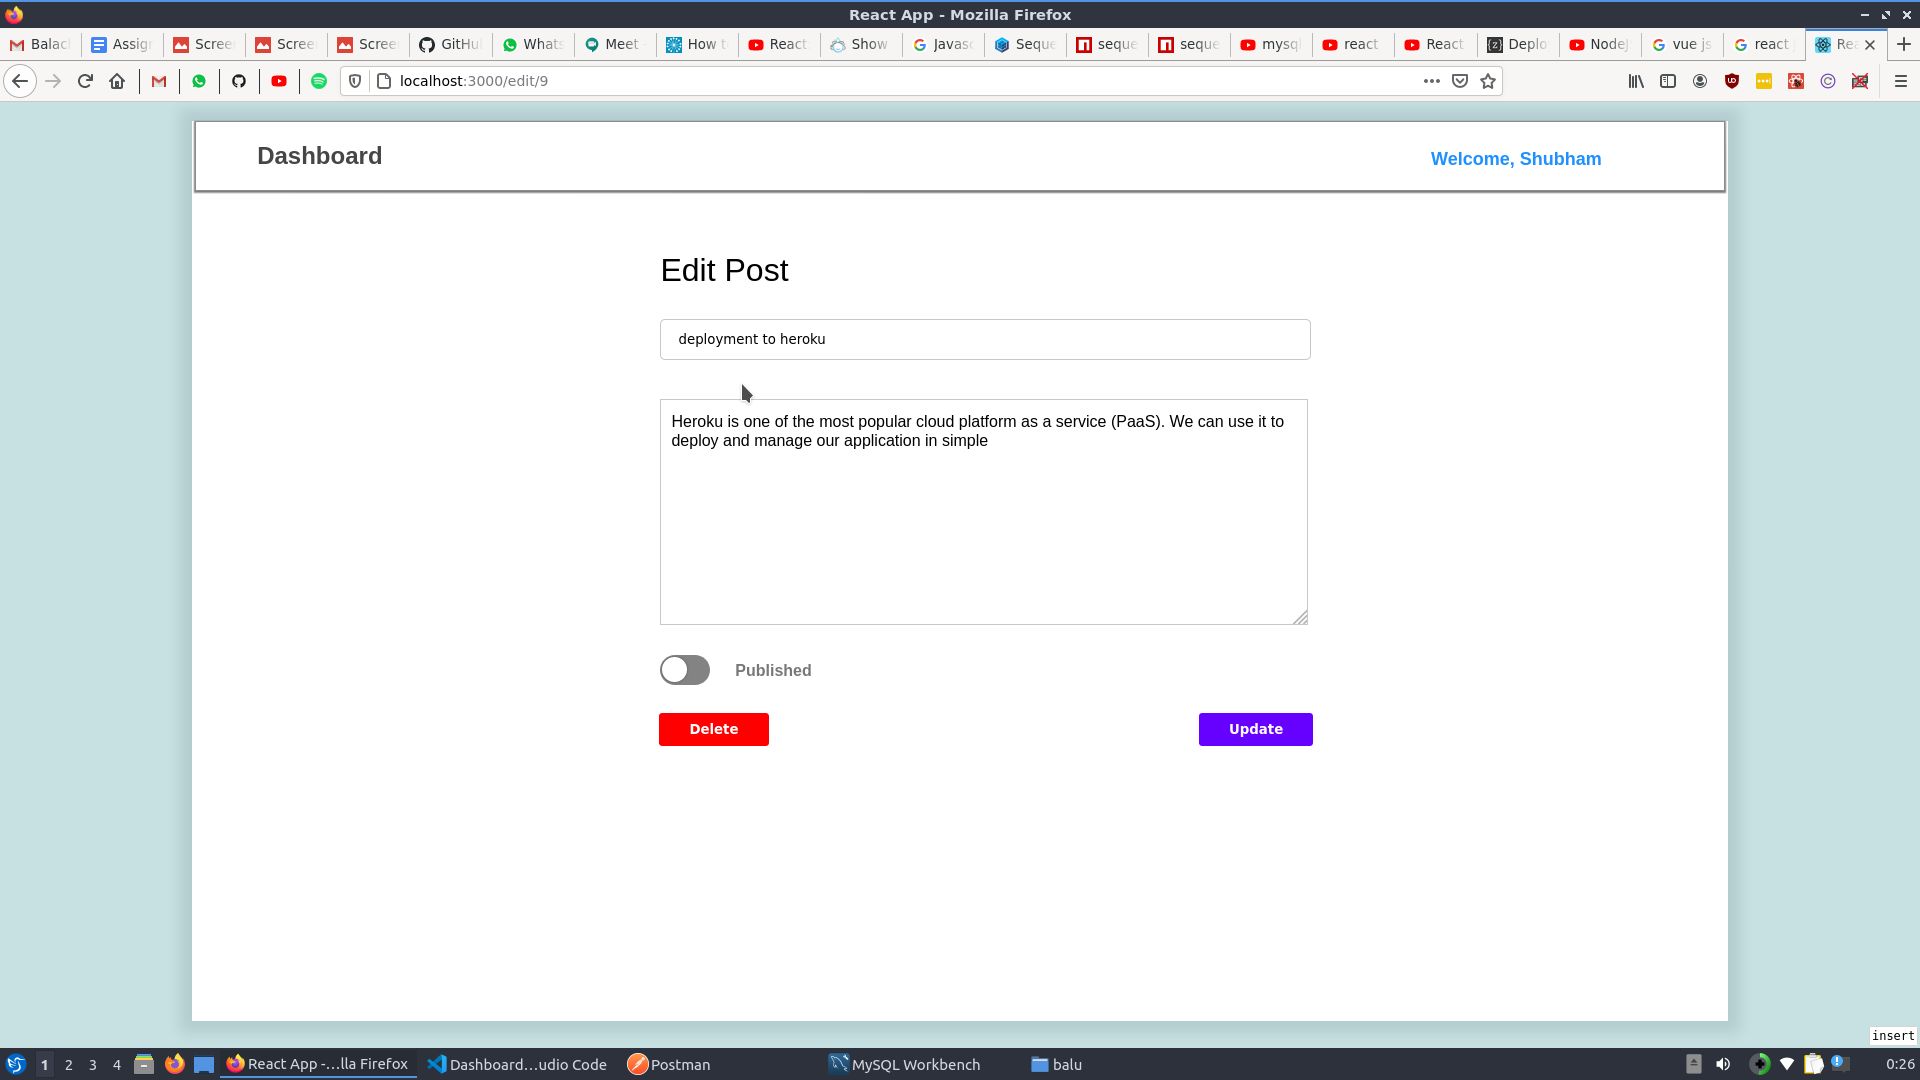 React App - Mozilla Firefox
Balac Assig Scree Scree Scree GitHu Whats Meet How t React Show Javasc Seque seque seque mysql react React Deplo NodeJ vue js react Rea
localhost:3000/edit/9
Dashboard
Welcome, Shubham
Edit Post
deployment to heroku
Heroku is one of the most popular cloud platform as a service (PaaS). We can use it to
deploy and manage our application in simple
Published
Delete
Update
insert
1 2 3 4 React App -...lla Firefox Dashboard...udio Code Postman MySQL Workbench balu 0:26